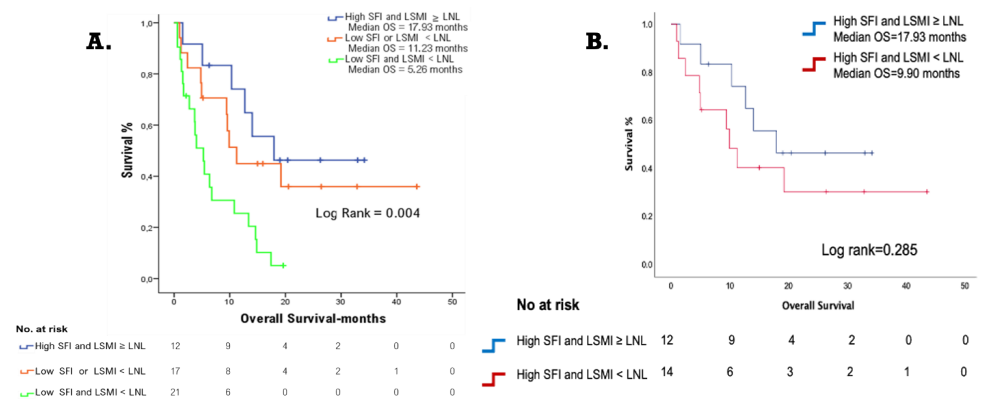 A.
High SFI and LSMI ≥ LNL
Median OS = 17.93 months
Low SFI or LSMI < LNL
Median OS = 11.23 months
Low SFI and LSMI < LNL
Median OS = 5.26 months
1,0
0,8
0,6
0,4
0,2
0,0
Survival %
Log Rank = 0.004
0 10 20 30 40 50
Overall Survival-months
No. at risk
High SFI and LSMI ≥ LNL 12 9 4 2 0 0
Low SFI or LSMI < LNL 17 8 4 2 1 0
Low SFI and LSMI < LNL 21 6 0 0 0 0
B.
High SFI and LSMI ≥ LNL
Median OS=17.93 months
High SFI and LSMI < LNL
Median OS=9.90 months
1.0
0.8
0.6
0.4
0.2
0.0
Survival %
Log rank=0.285
0 10 20 30 40 50
Overall Survival
No at risk
High SFI and LSMI ≥ LNL 12 9 4 2 0 0
High SFI and LSMI < LNL 14 6 3 2 1 0